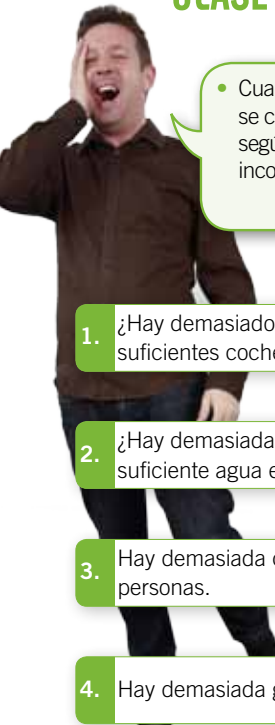 CLASE
• Cua
se c
segú
inco
1. ¿Hay demasiado
suficientes coche
2. ¿Hay demasiada
suficiente agua e
3. Hay demasiada c
personas.
4. Hay demasiada g